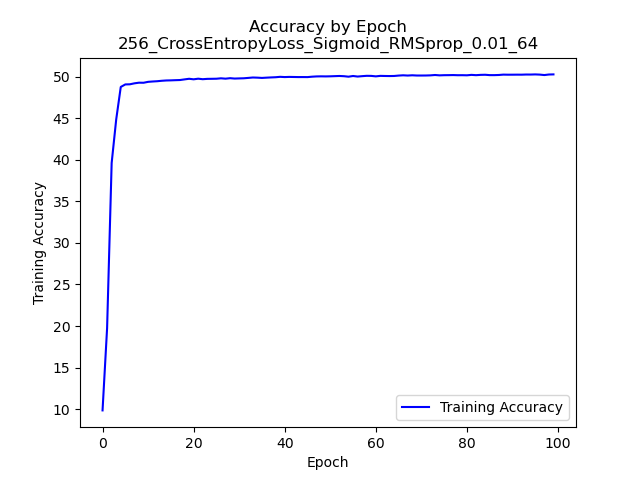 Accuracy by Epoch
256_CrossEntropyLoss_Sigmoid_RMSprop_0.01_64
50
45
40
35
30
25
20
15
10
Training Accuracy
Training Accuracy
0 20 40 60 80 100
Epoch